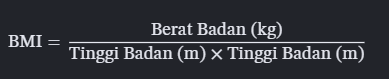 BMI = Berat Badan (kg) / Tinggi Badan (m) × Tinggi Badan (m)